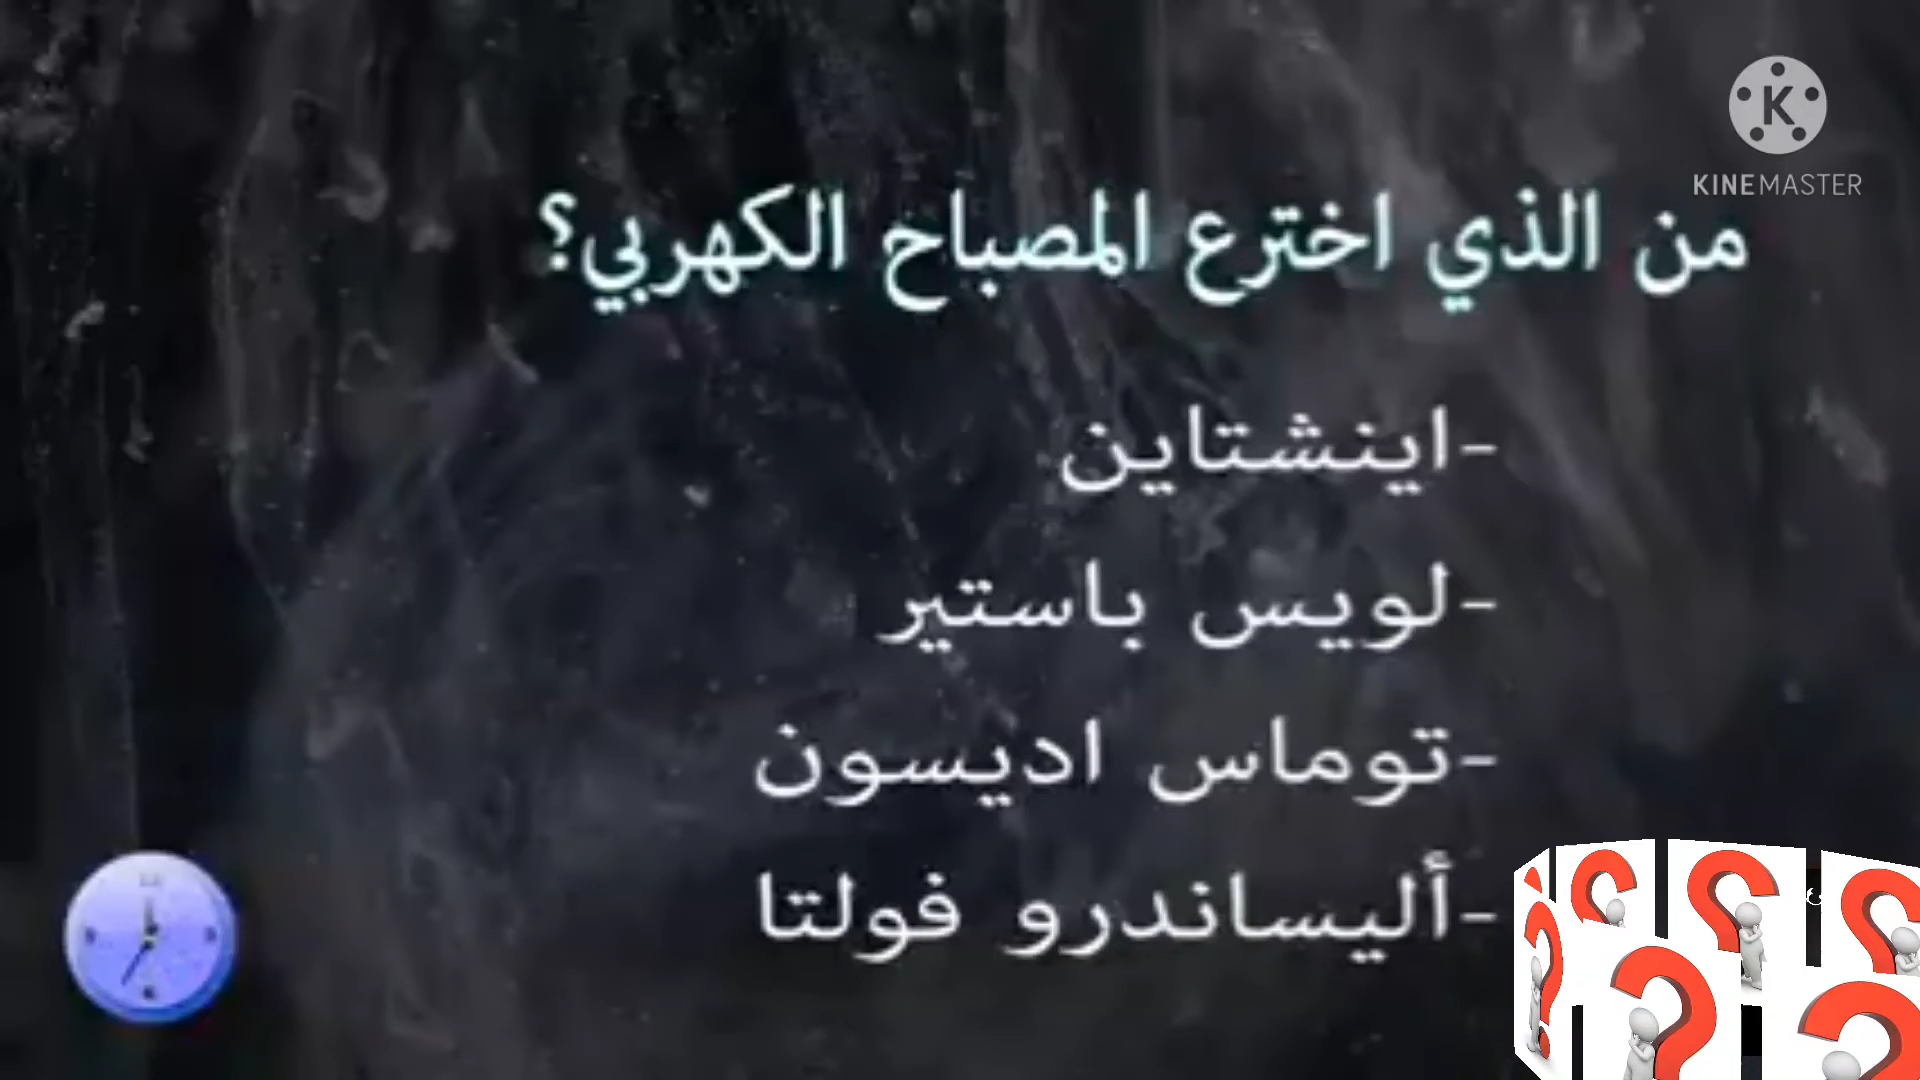 KINEMASTER
من الذي اخترع المصباح الكهربي؟
-اينشتاين
-لويس باستير
-توماس اديسون
-أليساندرو فولتا